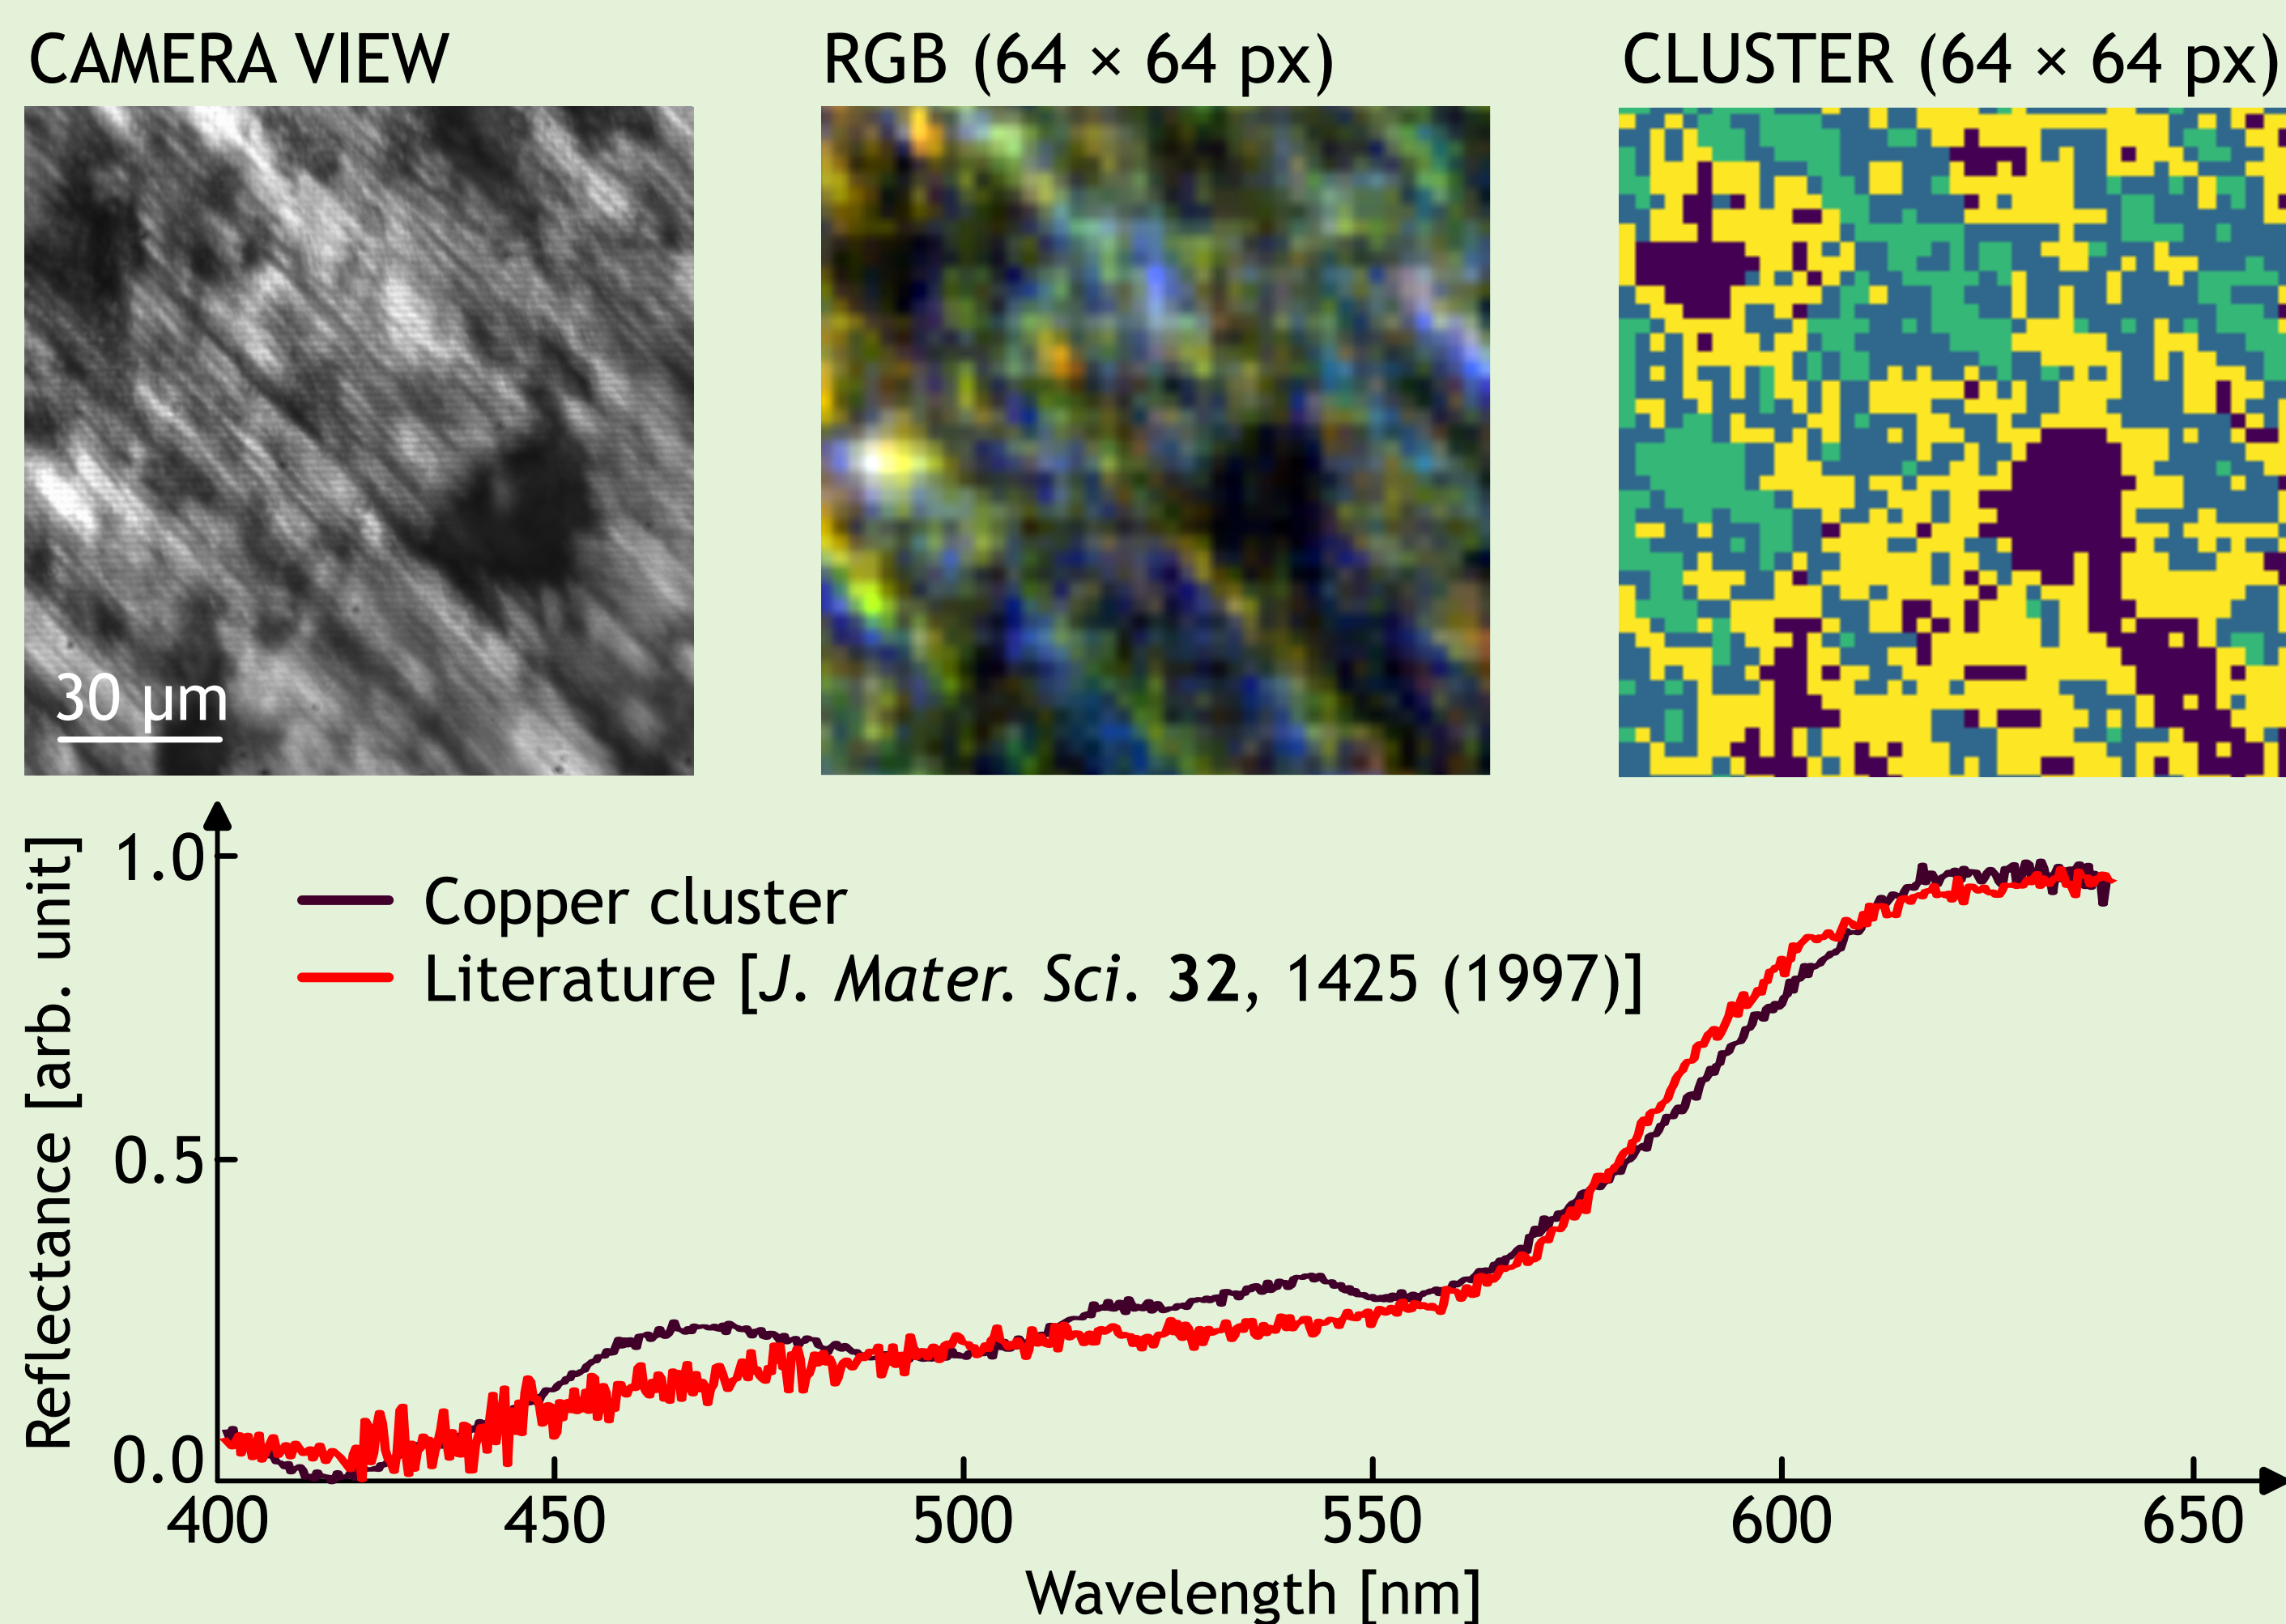 CAMERA VIEW
RGB (64 × 64 px)
CLUSTER (64 × 64 px)
30 µm
Reflectance [arb. unit]
1.0
0.5
0.0
Copper cluster
Literature [J. Mater. Sci. 32, 1425 (1997)]
400 450 500 550 600 650
Wavelength [nm]